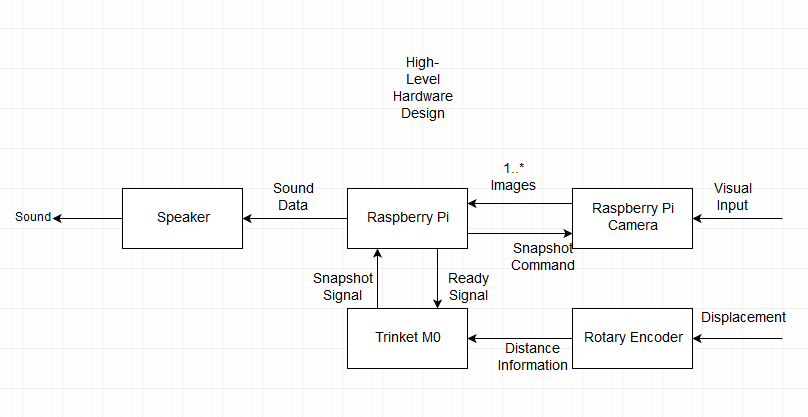 High-
Level
Hardware
Design
1..*
Images
Sound
Data
Visual
Input
Sound
Speaker
Raspberry Pi
Raspberry Pi
Camera
Snapshot
Command
Snapshot
Signal
Ready
Signal
Displacement
Trinket M0
Distance
Information
Rotary Encoder